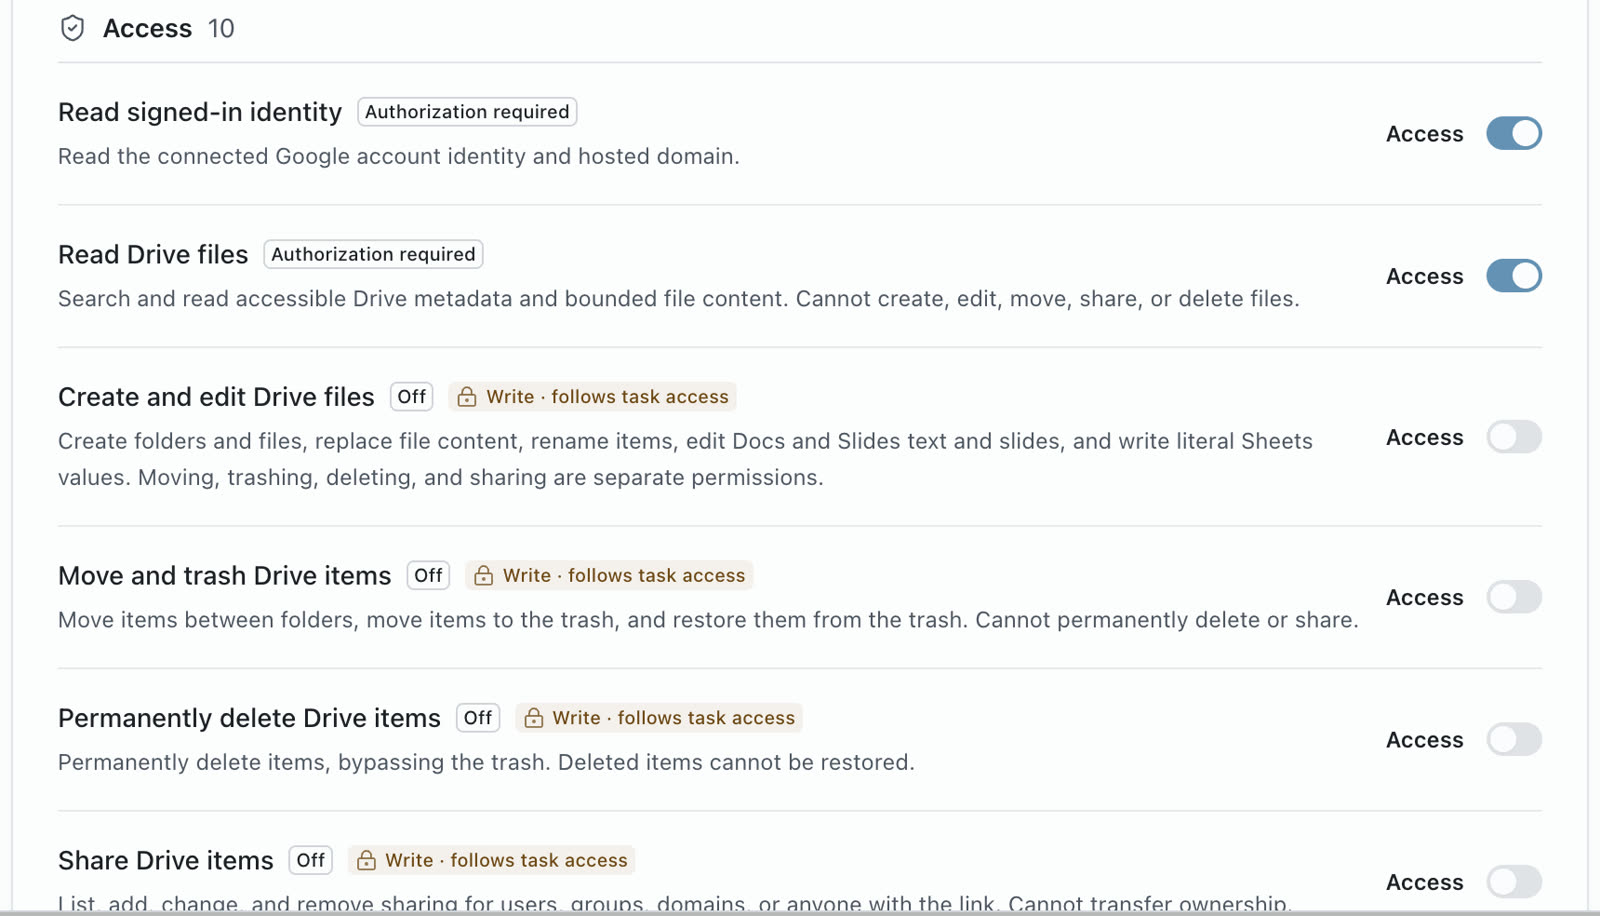 Access 10
Read signed-in identity Authorization required
Read the connected Google account identity and hosted domain.
Access
Read Drive files Authorization required
Search and read accessible Drive metadata and bounded file content. Cannot create, edit, move, share, or delete files.
Access
Create and edit Drive files Off Write · follows task access
Create folders and files, replace file content, rename items, edit Docs and Slides text and slides, and write literal Sheets
values. Moving, trashing, deleting, and sharing are separate permissions.
Access
Move and trash Drive items Off Write · follows task access
Move items between folders, move items to the trash, and restore them from the trash. Cannot permanently delete or share.
Access
Permanently delete Drive items Off Write · follows task access
Permanently delete items, bypassing the trash. Deleted items cannot be restored.
Access
Share Drive items Off Write · follows task access
List, add, change, and remove sharing for users, groups, domains, or anyone with the link. Cannot transfer ownership.
Access